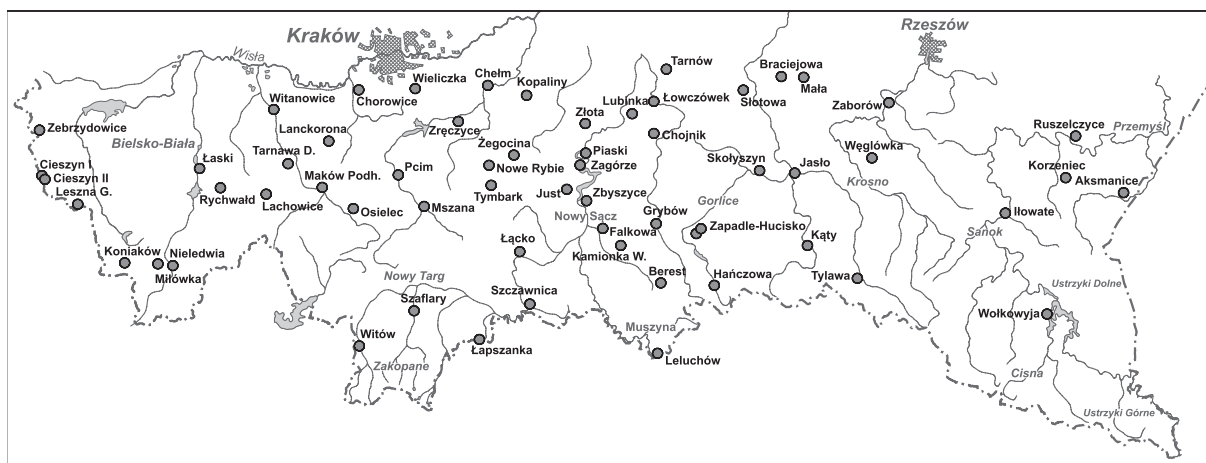 Rzeszów
Kraków
Wisła
Tarnów
Braciejowa
Mała
Chełm
Kopaliny
Wieliczka
Chorowice
Słotowa
Łowczówek
Lubinka
Zaborów
Witanowice
Złota
Zręczyce
Zebrzydowice
Lanckorona
Chojnik
Ruszelczyce
Przemyśl
Bielsko-Biała
Żegocina
Piaski
Węglówka
Tarnawa D.
Łaski
Nowe Rybie
Zagórze
Skołyszyn
Jasło
Cieszyn I
Cieszyn II
Pcim
Korzeniec
Leszna G.
Maków Podh.
Tymbark
Just
Zbyszyce
Krosno
Aksmanice
Rychwałd
Lachowice
Osielec
Mszana
Gorlice
Nowy Sącz
Grybów
Iłowate
Zapadle-Hucisko
Falkowa
Sanok
Kąty
Koniaków
Nieledwia
Łącko
Kamionka W.
Miłówka
Nowy Targ
Berest
Hańczowa
Tylawa
Szczawnica
Ustrzyki Dolne
Szaflary
Wołkowyja
Muszyna
Witów
Łapszanka
Leluchów
Zakopane
Cisna
Ustrzyki Górne